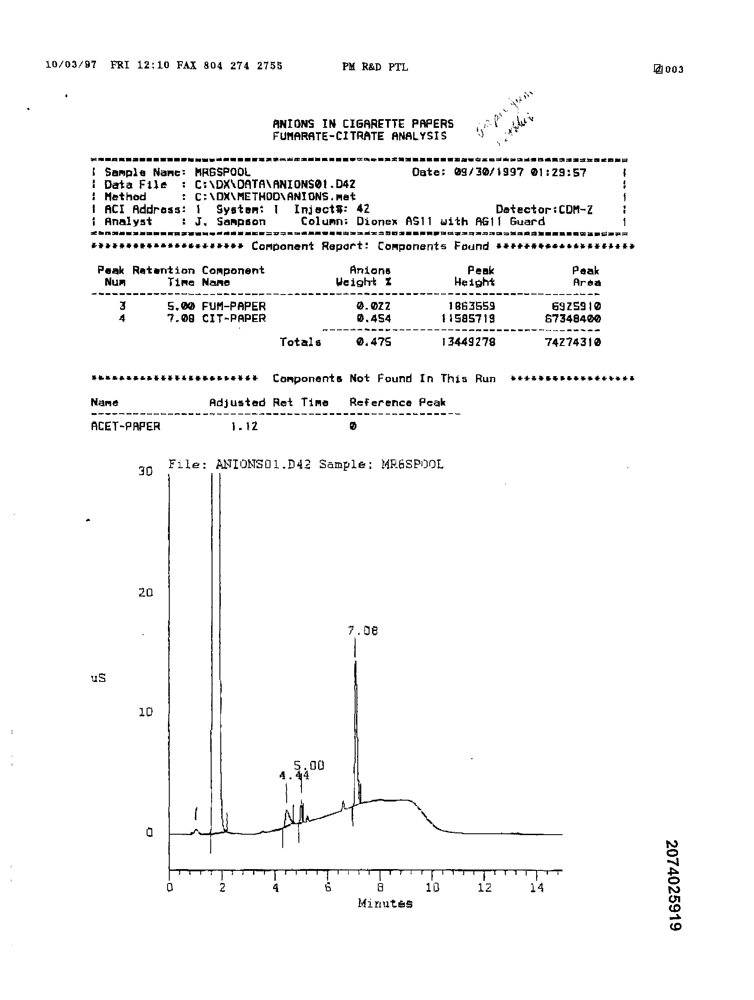 10/03/97 FRI 12:10 FAX 804 274 2755 PM R&D PTL 003
ANIONS IN CIGARETTE PAPERS
FUMARATE-CITRATE ANALYSIS
Sample Name: MR6SPOOL Date: 09/30/1997 01:29:57
Data File : C:\DX\DATA\ANIONS01.D42
Method : C:\DX\METHOD\ANIONS.met
ACI Address: 1 System: 1 Inject#: 42 Detector:CDM-Z
Analyst : J. Sampson Column: Dionex AS11 with AG11 Guard
********************** Component Report: Components Found ********************
Peak Retention Component Anions Peak Peak
Num Time Name Weight % Height Area
3 5.00 FUM-PAPER 0.022 1863559 6925910
4 7.08 CIT-PAPER 0.454 11585719 67348400
Totals 0.475 13449278 74274310
************************ Components Not Found In This Run ******************
Name Adjusted Ret Time Reference Peak
ACET-PAPER 1.12 0
File: ANIONS01.D42 Sample: MR6SPOOL
30
20
7.08
uS
10
5.00
4.44
0
0 2 4 6 8 10 12 14
Minutes
2074025919